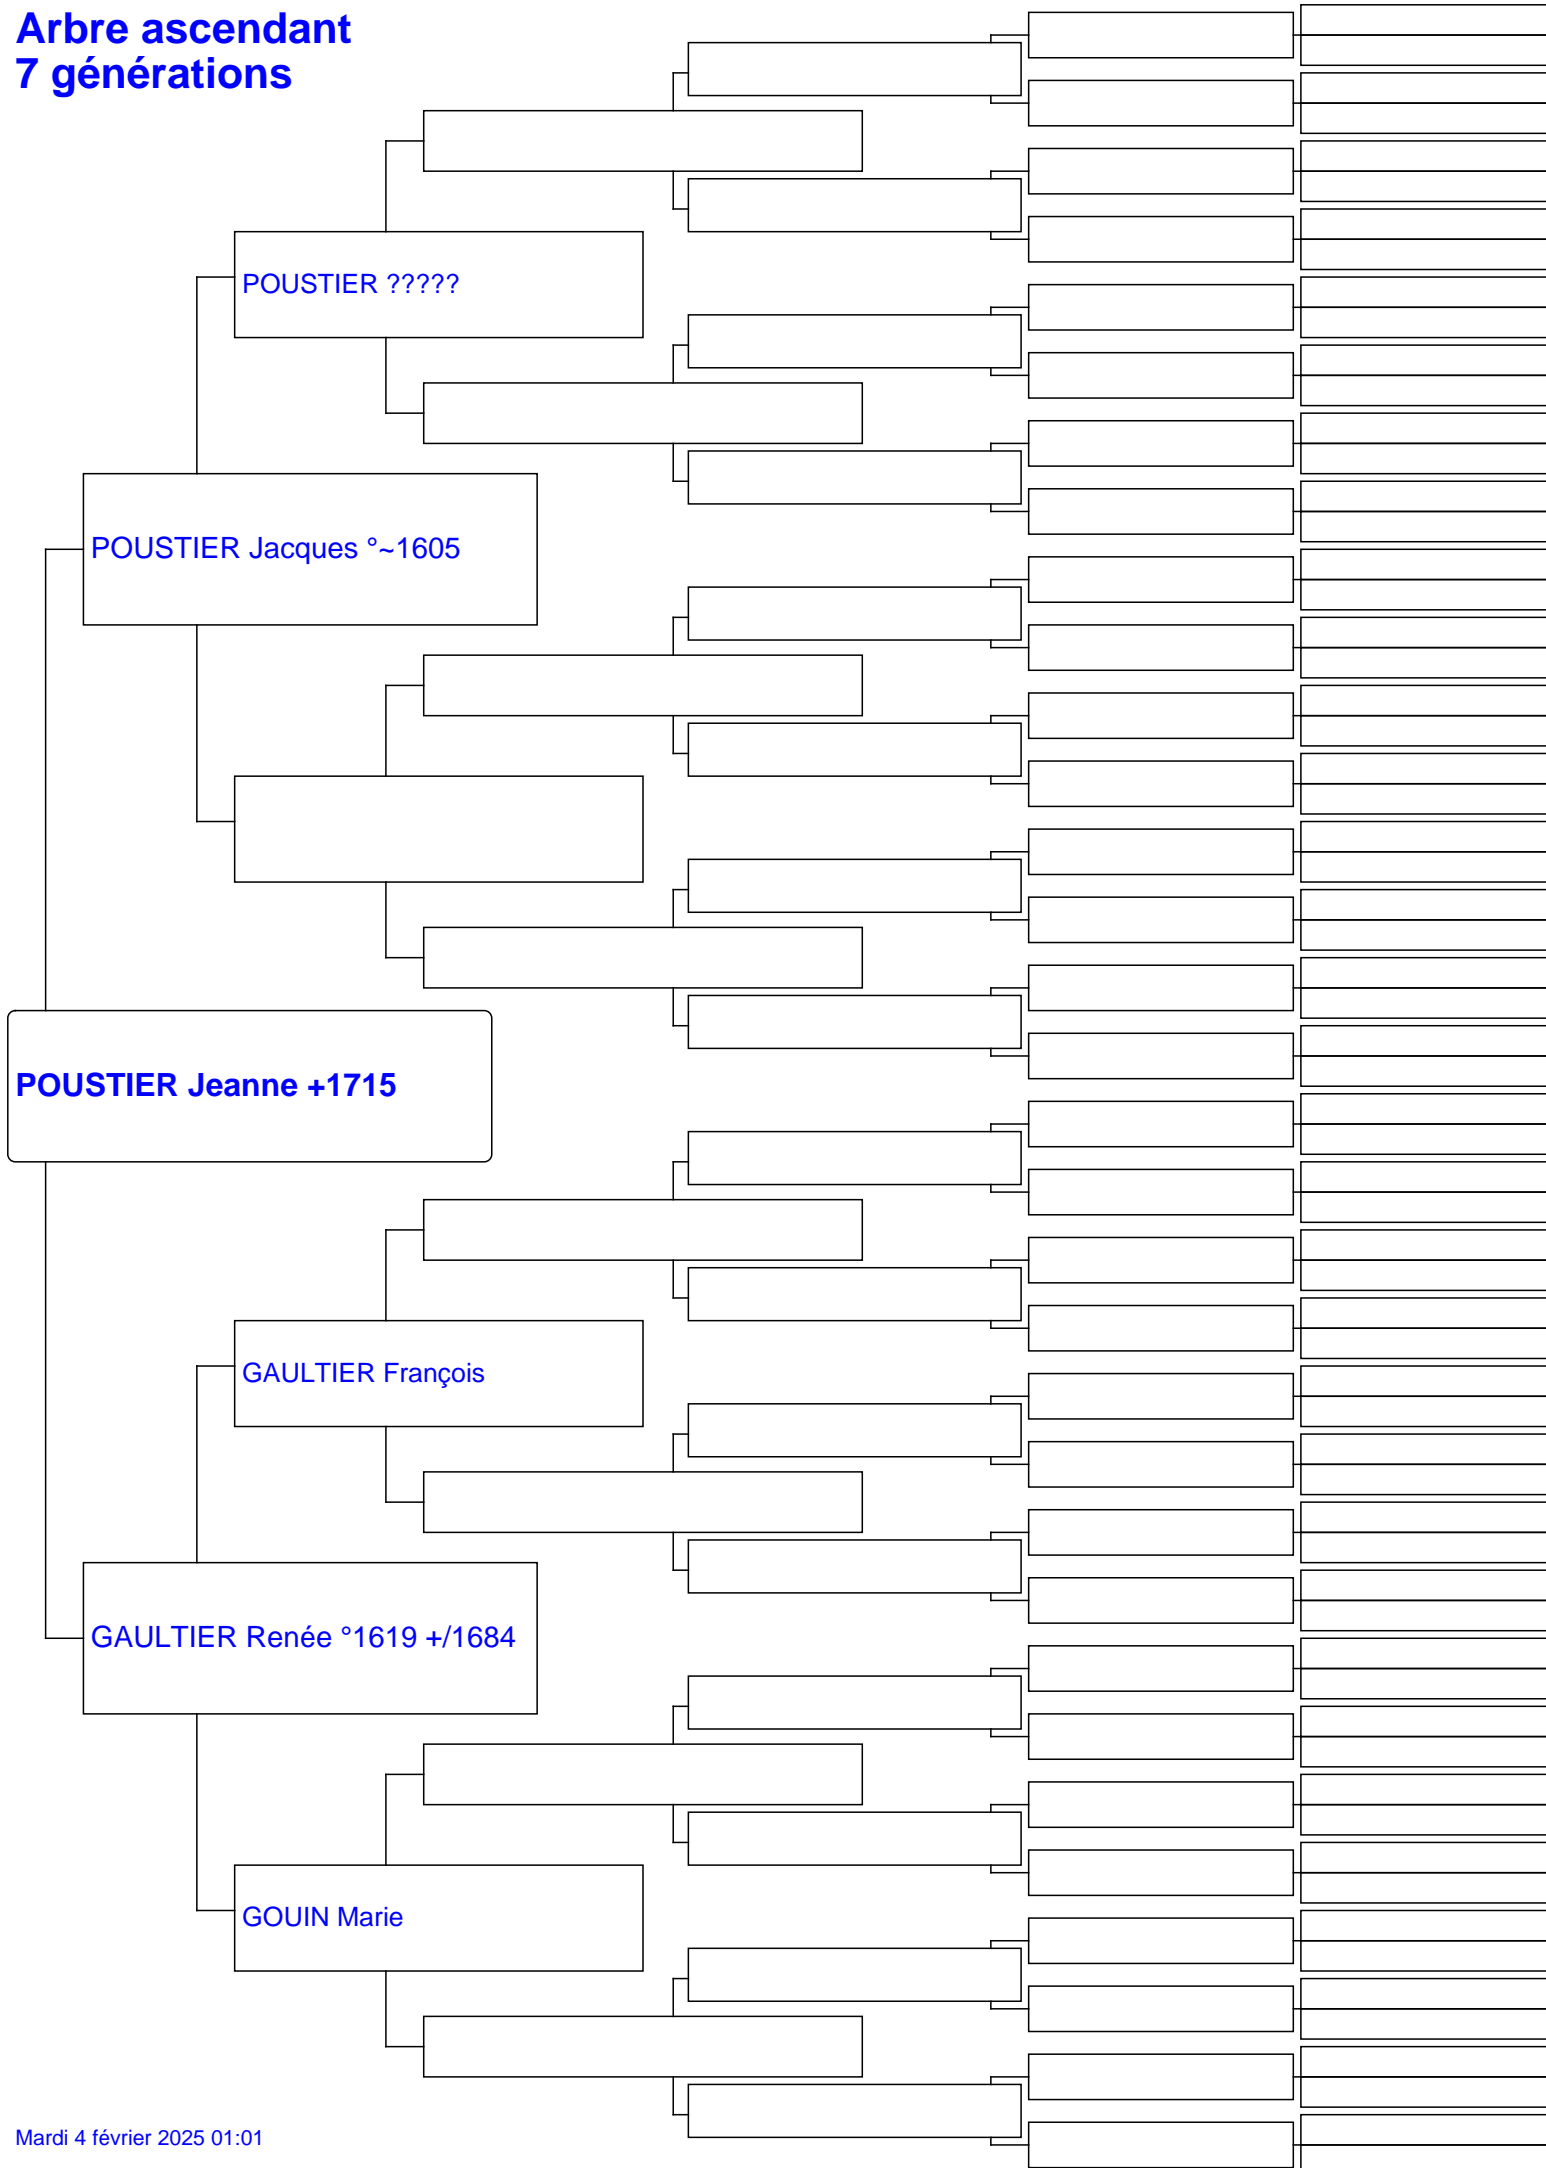 Arbre ascendant
7 générations
POUSTIER ?????
POUSTIER Jacques °~1605
POUSTIER Jeanne +1715
GAULTIER François
GAULTIER Renée °1619 +/1684
GOUIN Marie
Mardi 4 février 2025 01:01